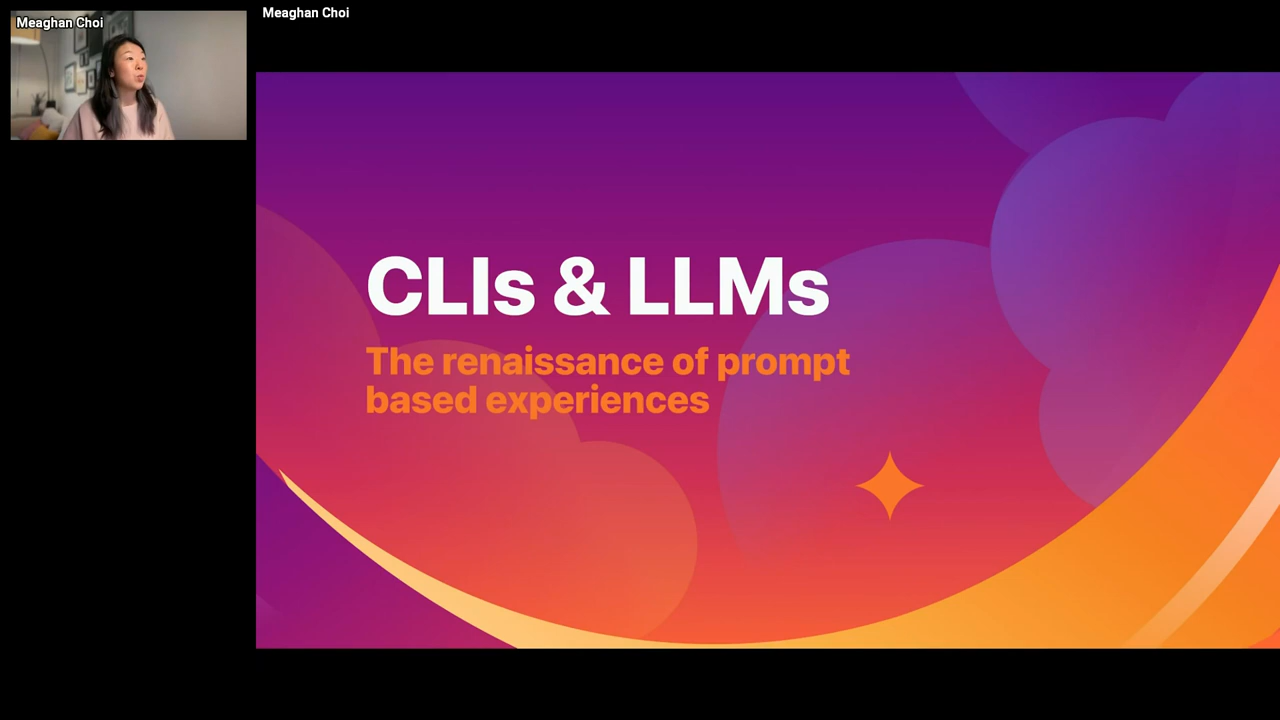 Meaghan Choi
Meaghan Choi
CLIs & LLMs
The renaissance of prompt
based experiences